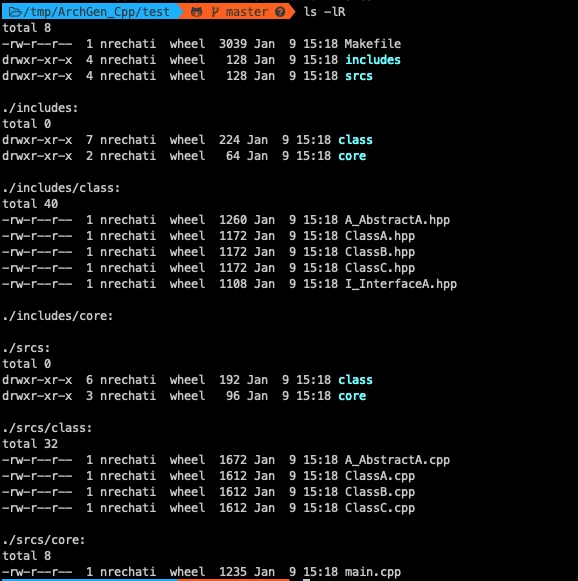 /tmp/ArchGen_Cpp/test master ? ls -lR
total 8
-rw-r--r--  1 nrechati  wheel  3039 Jan  9 15:18 Makefile
drwxr-xr-x  4 nrechati  wheel   128 Jan  9 15:18 includes
drwxr-xr-x  4 nrechati  wheel   128 Jan  9 15:18 srcs

./includes:
total 0
drwxr-xr-x  7 nrechati  wheel  224 Jan  9 15:18 class
drwxr-xr-x  2 nrechati  wheel   64 Jan  9 15:18 core

./includes/class:
total 40
-rw-r--r--  1 nrechati  wheel  1260 Jan  9 15:18 A_AbstractA.hpp
-rw-r--r--  1 nrechati  wheel  1172 Jan  9 15:18 ClassA.hpp
-rw-r--r--  1 nrechati  wheel  1172 Jan  9 15:18 ClassB.hpp
-rw-r--r--  1 nrechati  wheel  1172 Jan  9 15:18 ClassC.hpp
-rw-r--r--  1 nrechati  wheel  1108 Jan  9 15:18 I_InterfaceA.hpp

./includes/core:

./srcs:
total 0
drwxr-xr-x  6 nrechati  wheel  192 Jan  9 15:18 class
drwxr-xr-x  3 nrechati  wheel   96 Jan  9 15:18 core

./srcs/class:
total 32
-rw-r--r--  1 nrechati  wheel  1672 Jan  9 15:18 A_AbstractA.cpp
-rw-r--r--  1 nrechati  wheel  1612 Jan  9 15:18 ClassA.cpp
-rw-r--r--  1 nrechati  wheel  1612 Jan  9 15:18 ClassB.cpp
-rw-r--r--  1 nrechati  wheel  1612 Jan  9 15:18 ClassC.cpp

./srcs/core:
total 8
-rw-r--r--  1 nrechati  wheel  1235 Jan  9 15:18 main.cpp